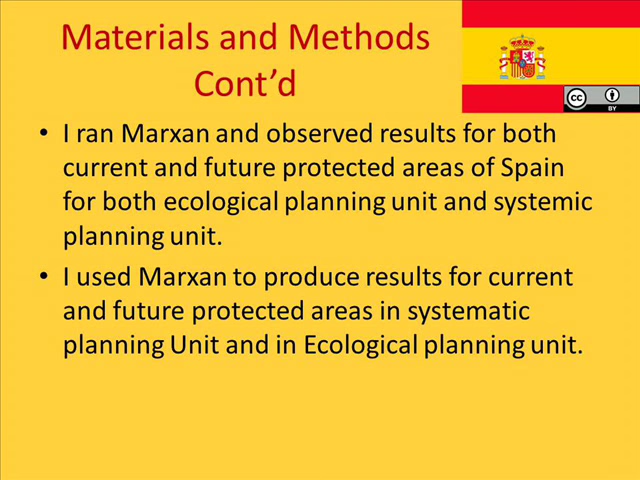 Materials and Methods
Cont’d
cc
BY
• I ran Marxan and observed results for both
current and future protected areas of Spain
for both ecological planning unit and systemic
planning unit.
• I used Marxan to produce results for current
and future protected areas in systematic
planning Unit and in Ecological planning unit.